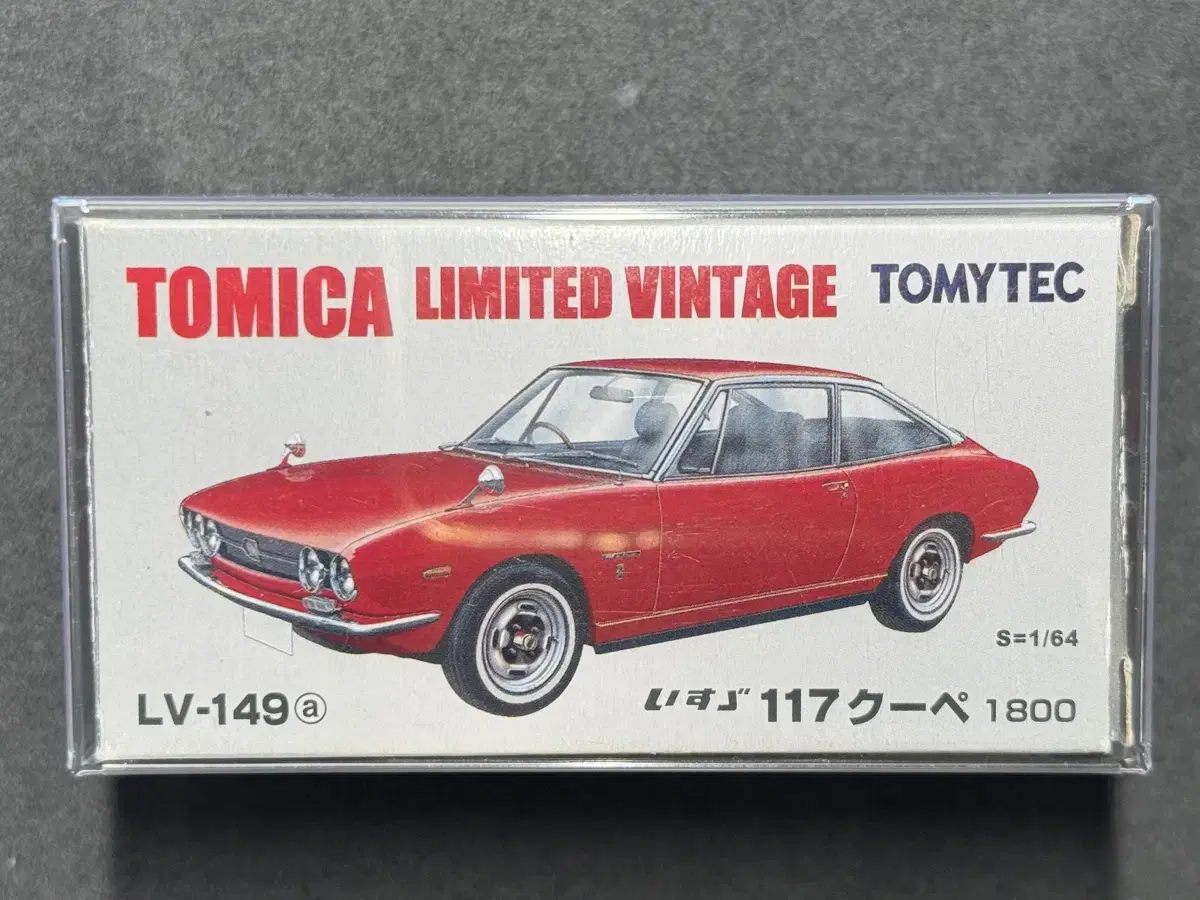 TOMICA LIMITED VINTAGE TOMYTEC
S=1/64
LV-149ⓐ いすゞ 117クーペ 1800